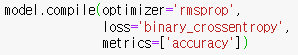 model.compile(optimizer='rmsprop',
loss='binary_crossentropy',
metrics=['accuracy'])